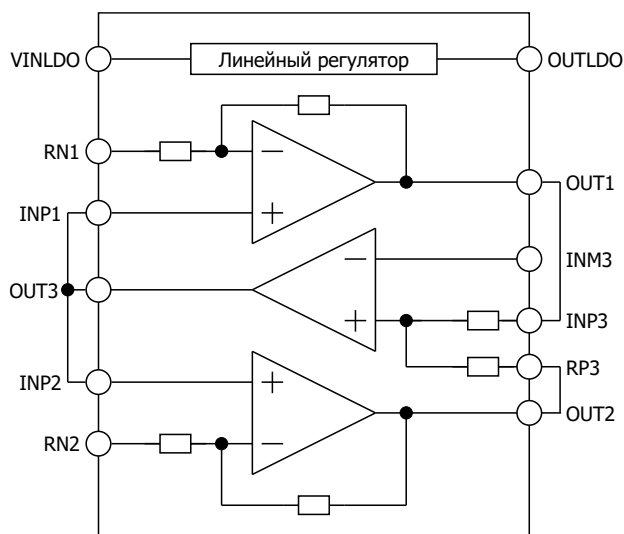 VINLDO
Линейный регулятор
OUTLDO
RN1
OUT1
INP1
INM3
OUT3
INP3
RP3
INP2
OUT2
RN2